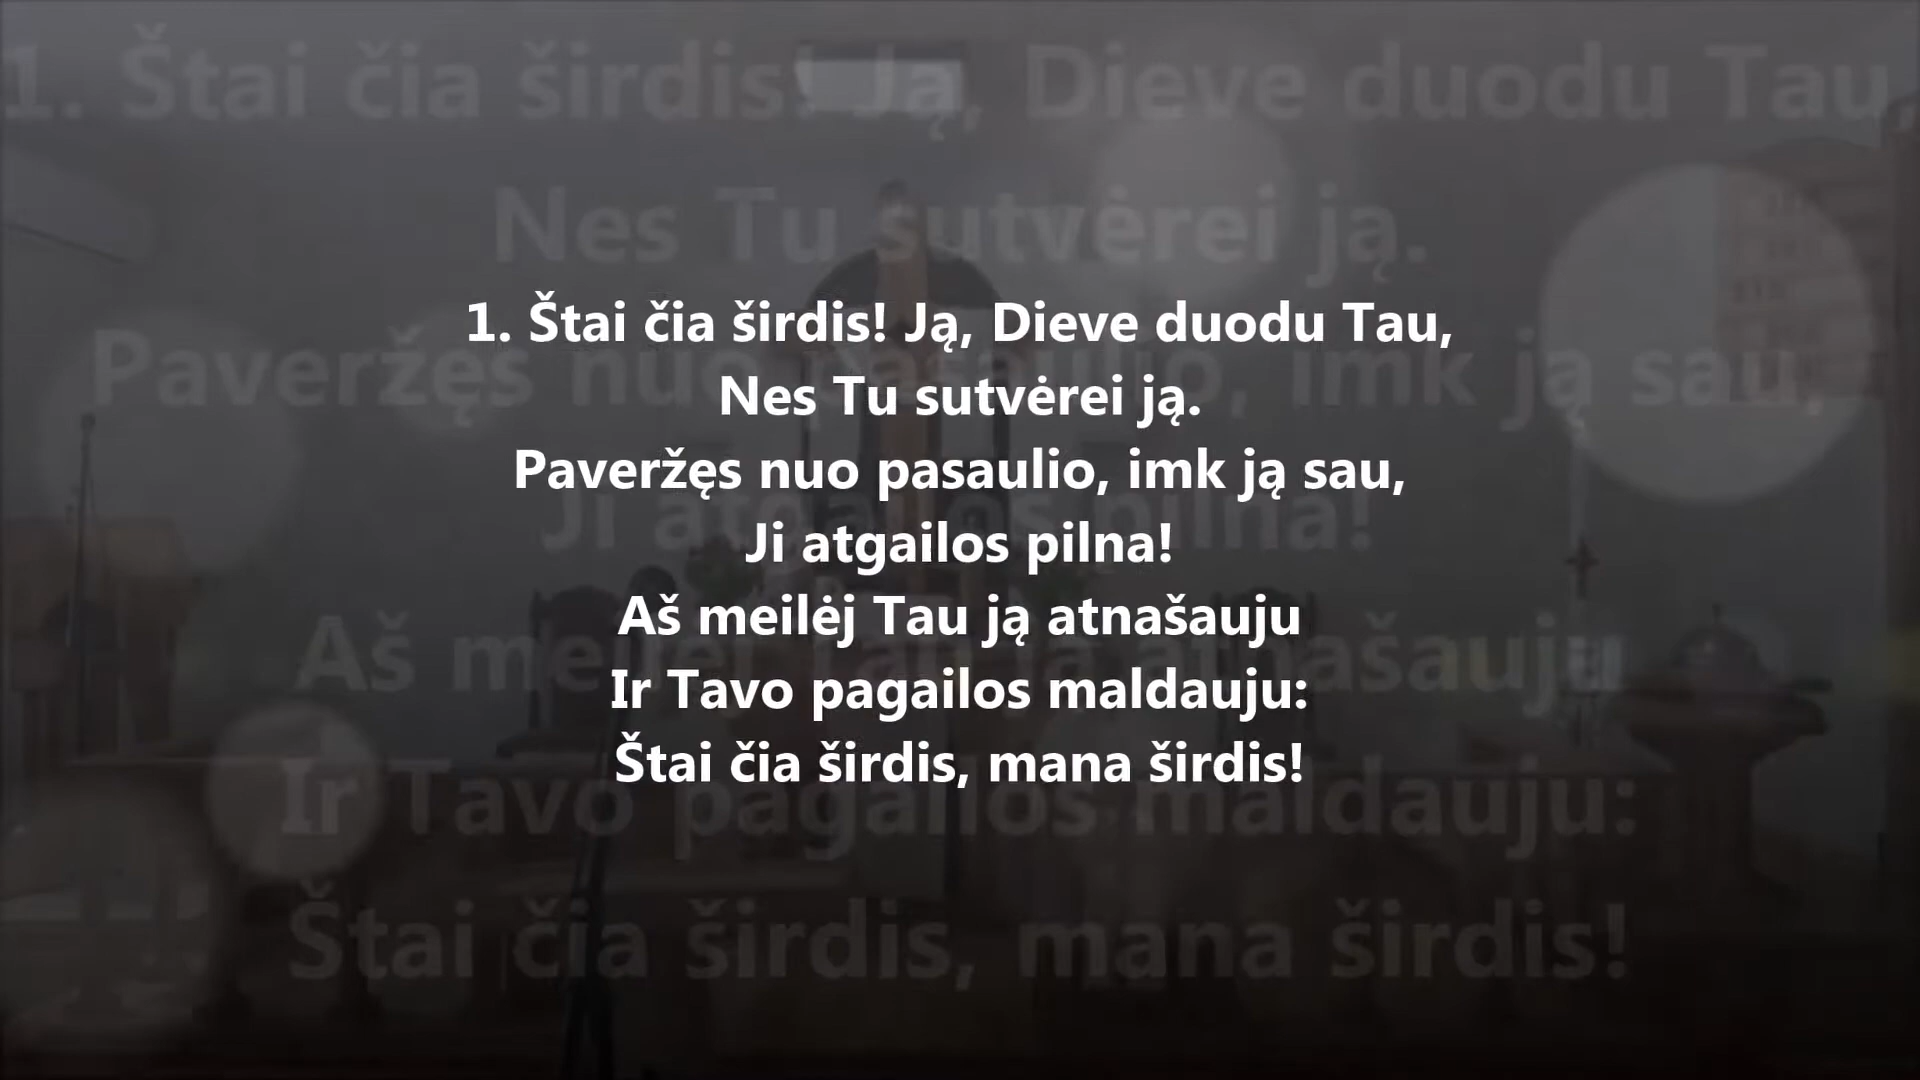 1. Štai čia širdis! Ją, Dieve duodu Tau,
Nes Tu sutvėrei ją.
Paveržęs nuo pasaulio, imk ją sau,
Ji atgailos pilna!
Aš meilėj Tau ją atnašauju
Ir Tavo pagailos maldauju:
Štai čia širdis, mana širdis!